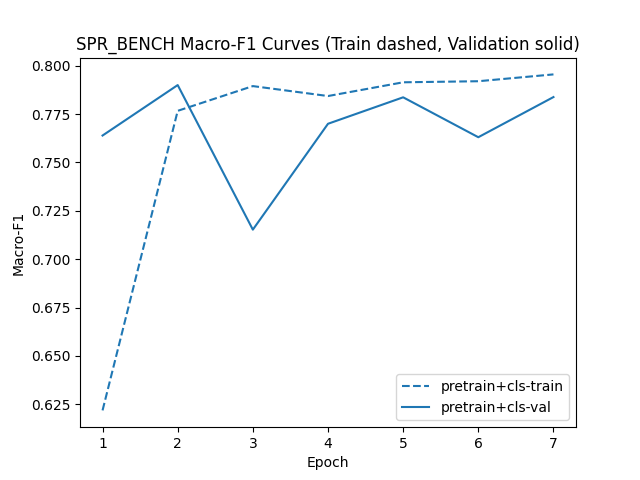 SPR_BENCH Macro-F1 Curves (Train dashed, Validation solid)
0.800
0.775
0.750
0.725
0.700
0.675
0.650
0.625
Macro-F1
pretrain+cls-train
pretrain+cls-val
1 2 3 4 5 6 7
Epoch